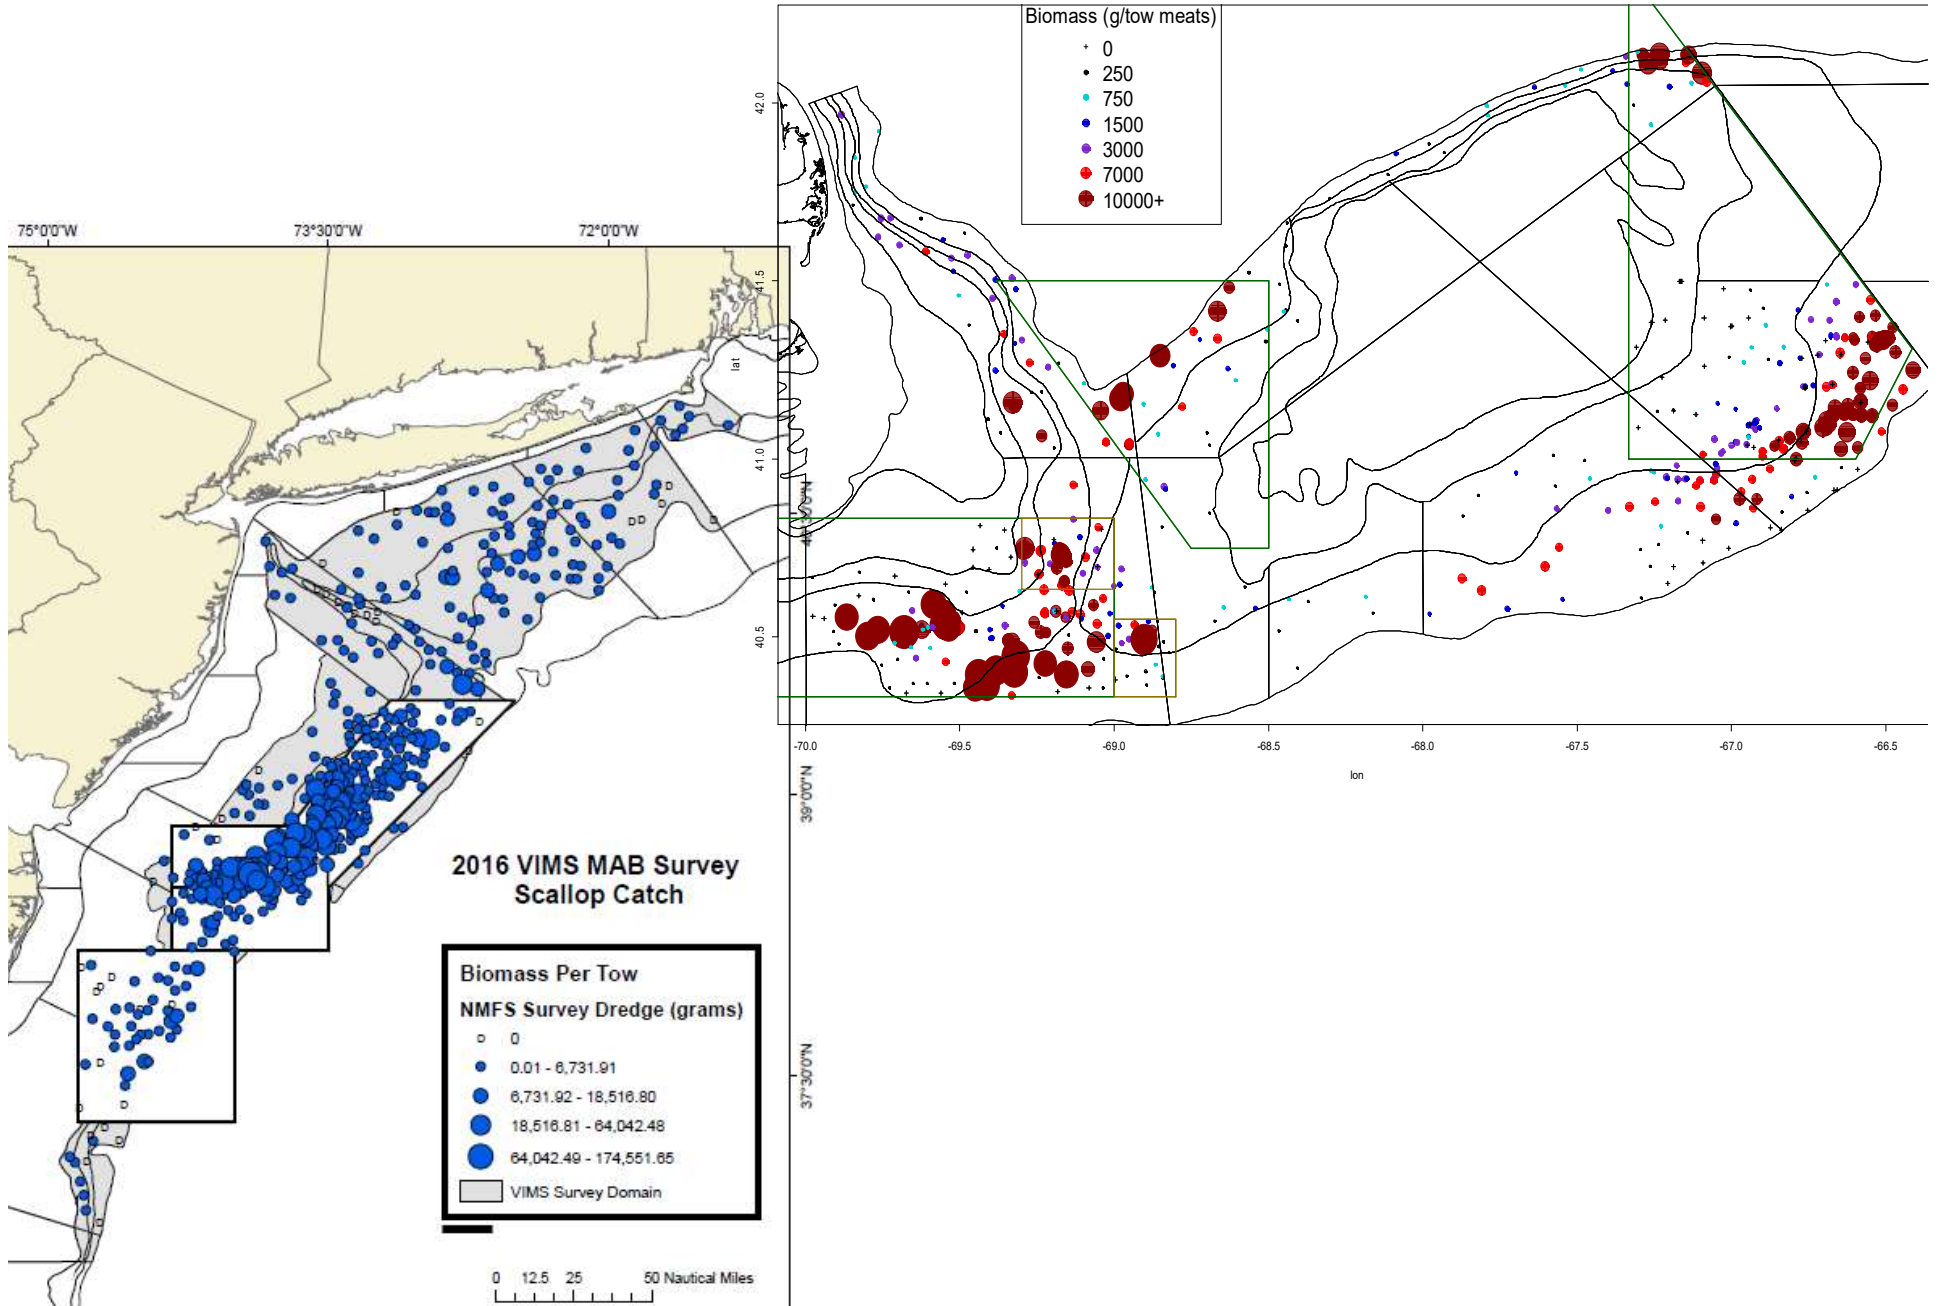 Biomass (g/tow meats)
0
250
750
1500
3000
7000
10000+
42.0
41.5
41.0
40.5
lat
-70.0
-69.5
-69.0
-68.5
-68.0
-67.5
-67.0
-66.5
lon
75°0'0"W
73°30'0"W
72°0'0"W
39°0'0"N
37°30'0"N
2016 VIMS MAB Survey
Scallop Catch
Biomass Per Tow
NMFS Survey Dredge (grams)
0
0.01 - 6,731.91
6,731.92 - 18,516.80
18,516.81 - 64,042.48
64,042.49 - 174,551.65
VIMS Survey Domain
0 12.5 25 50 Nautical Miles